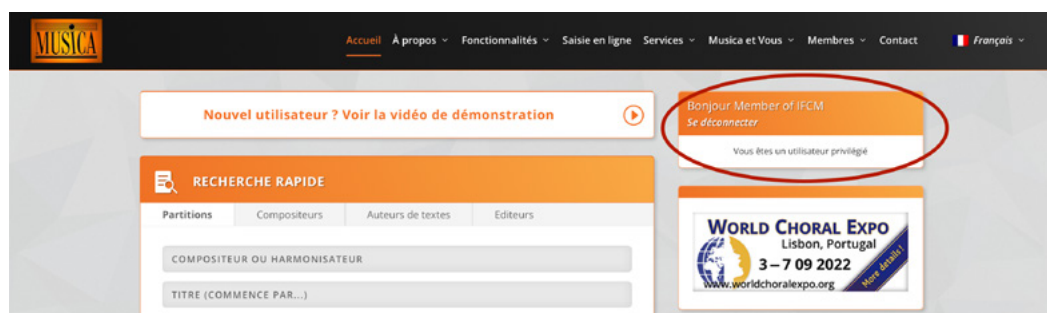 MUSICA
Accueil À propos Fonctionnalités Saisie en ligne Services Musica et Vous Membres Contact Français
Nouvel utilisateur ? Voir la vidéo de démonstration
Bonjour Member of IFCM
Se déconnecter
Vous êtes un utilisateur privilégié
RECHERCHE RAPIDE
Partitions Compositeurs Auteurs de textes Editeurs
COMPOSITEUR OU HARMONISATEUR
TITRE (COMMENCE PAR...)
WORLD CHORAL EXPO
Lisbon, Portugal
3 – 7 09 2022
www.worldchoralexpo.org
More details!